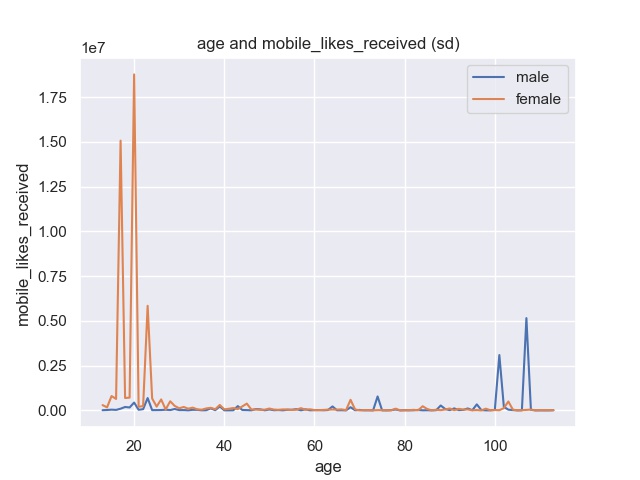 age and mobile_likes_received (sd)
1e7
male
female
mobile_likes_received
1.75
1.50
1.25
1.00
0.75
0.50
0.25
0.00
20
40
60
80
100
age